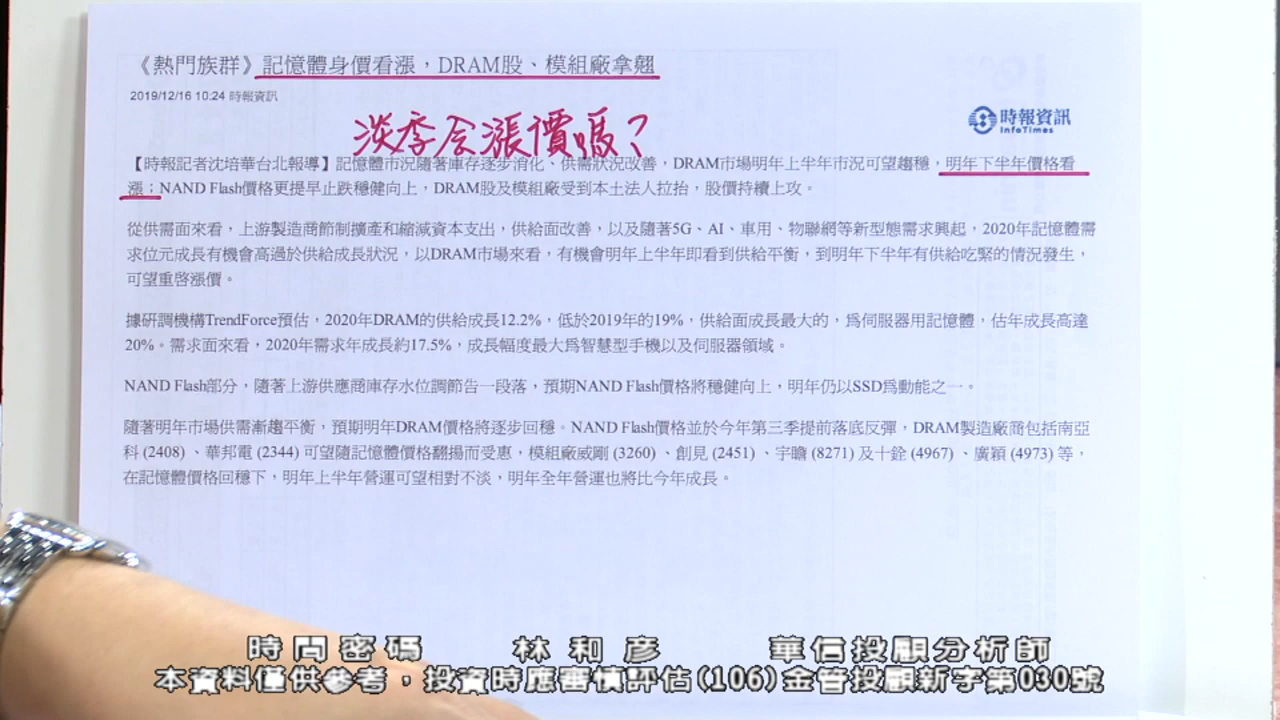 《熱門族群》記憶體身價看漲,DRAM股、模組廠拿翹
2019/12/16 10:24 時報資訊
時報資訊
InfoTimes
淡季会漲價嗎?
【時報記者沈培華台北報導】記憶體市況隨著庫存逐步消化、供需狀況改善,DRAM市場明年上半年市況可望趨穩,明年下半年價格看
漲;NAND Flash價格更提早止跌穩健向上,DRAM股及模組廠受到本土法人拉抬,股價持續上攻。
從供需面來看,上游製造商節制擴產和縮減資本支出,供給面改善,以及隨著5G、AI、車用、物聯網等新型態需求興起,2020年記憶體需
求位元成長有機會高過於供給成長狀況,以DRAM市場來看,有機會明年上半年即看到供給平衡,到明年下半年有供給吃緊的情況發生,
可望重啓漲價。
據研調機構TrendForce預估,2020年DRAM的供給成長12.2%,低於2019年的19%,供給面成長最大的,爲伺服器用記憶體,估年成長高達
20%。需求面來看,2020年需求年成長約17.5%,成長幅度最大爲智慧型手機以及伺服器領域。
NAND Flash部分,隨著上游供應商庫存水位調節告一段落,預期NAND Flash價格將穩健向上,明年仍以SSD爲動能之一。
隨著明年市場供需漸趨平衡,預期明年DRAM價格將逐步回穩。NAND Flash價格並於今年第三季提前落底反彈,DRAM製造廠商包括南亞
科 (2408) 、華邦電 (2344) 可望隨記憶體價格翻揚而受惠,模組廠威剛 (3260) 、創見 (2451) 、宇瞻 (8271) 及十銓 (4967) 、廣穎 (4973) 等,
在記憶體價格回穩下,明年上半年營運可望相對不淡,明年全年營運也將比今年成長。
時間密碼 林和彥 華信投顧分析師
本資料僅供參考,投資時應審慎評估(106)金管投顧新字第030號